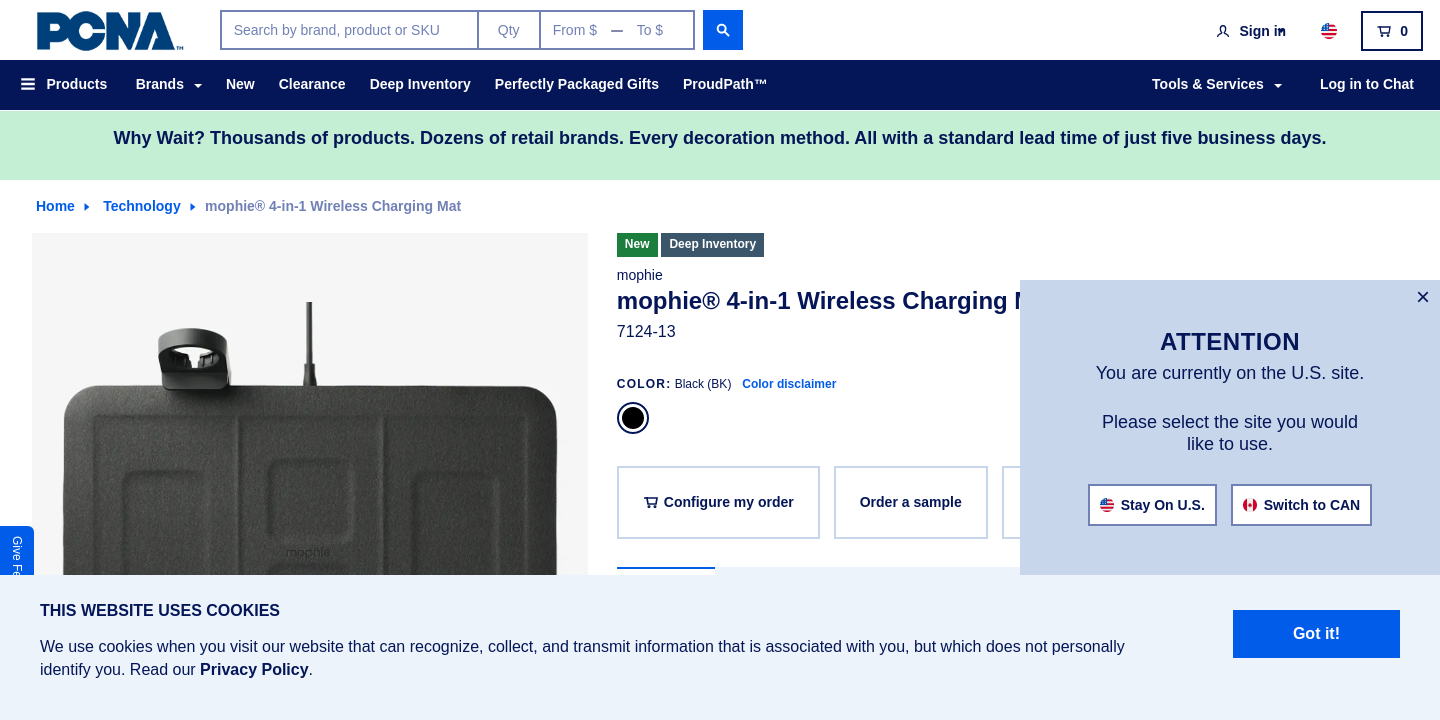 PCNA™
Search by brand, product or SKU
Qty
From $ — To $
Sign in
0
Products
Brands
New
Clearance
Deep Inventory
Perfectly Packaged Gifts
ProudPath™
Tools & Services
Log in to Chat
Why Wait? Thousands of products. Dozens of retail brands. Every decoration method. All with a standard lead time of just five business days.
Home
Technology
mophie® 4-in-1 Wireless Charging Mat
New
Deep Inventory
mophie
mophie® 4-in-1 Wireless Charging
7124-13
COLOR: Black (BK) Color disclaimer
Configure my order
Order a sample
mophie
Give
×
ATTENTION
You are currently on the U.S. site.
Please select the site you would
like to use.
Stay On U.S.
Switch to CAN
THIS WEBSITE USES COOKIES
We use cookies when you visit our website that can recognize, collect, and transmit information that is associated with you, but which does not personally
identify you. Read our Privacy Policy.
Got it!